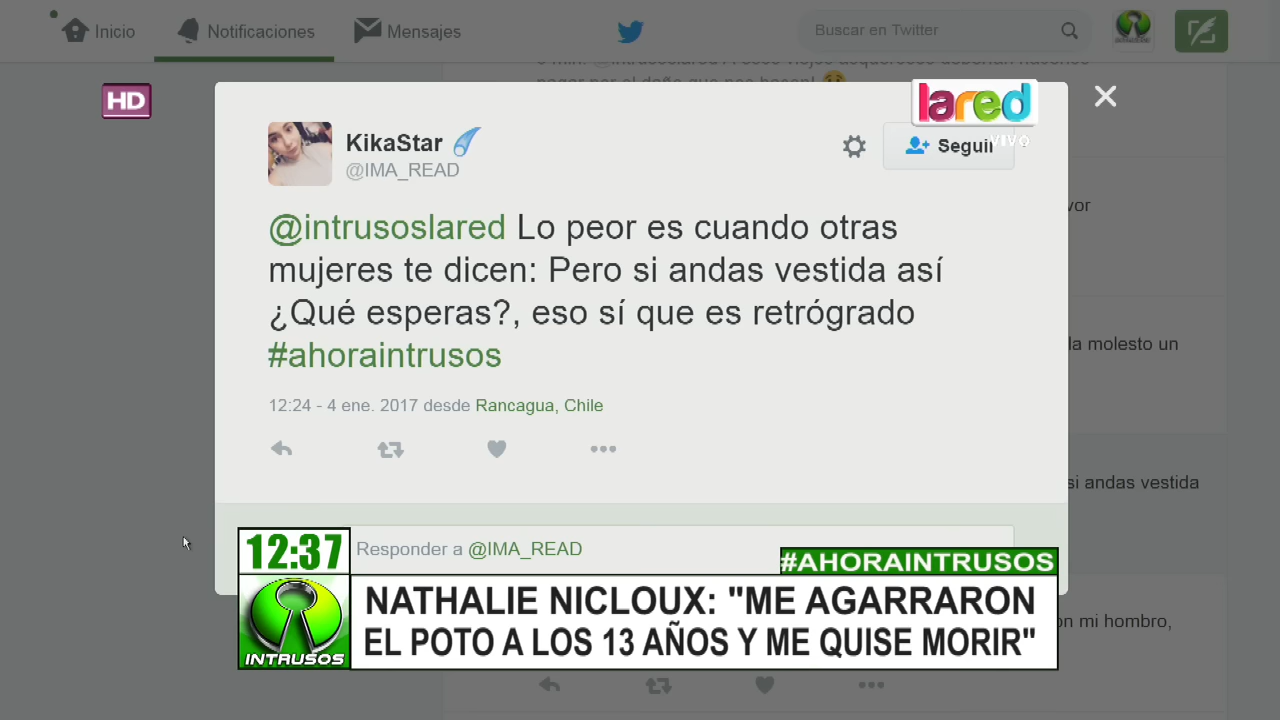 Inicio
Notificaciones
Mensajes
Buscar en Twitter
HD
lared
VIVO
KikaStar
@IMA_READ
Seguir
@intrusoslared Lo peor es cuando otras
mujeres te dicen: Pero si andas vestida así
¿Qué esperas?, eso sí que es retrógrado
#ahoraintrusos
12:24 - 4 ene. 2017 desde Rancagua, Chile
la molesto un
si andas vestida
Responder a @IMA_READ
12:37
#AHORAINTRUSOS
NATHALIE NICLOUX: "ME AGARRARON
EL POTO A LOS 13 AÑOS Y ME QUISE MORIR"
INTRUSOS
mi hombro,